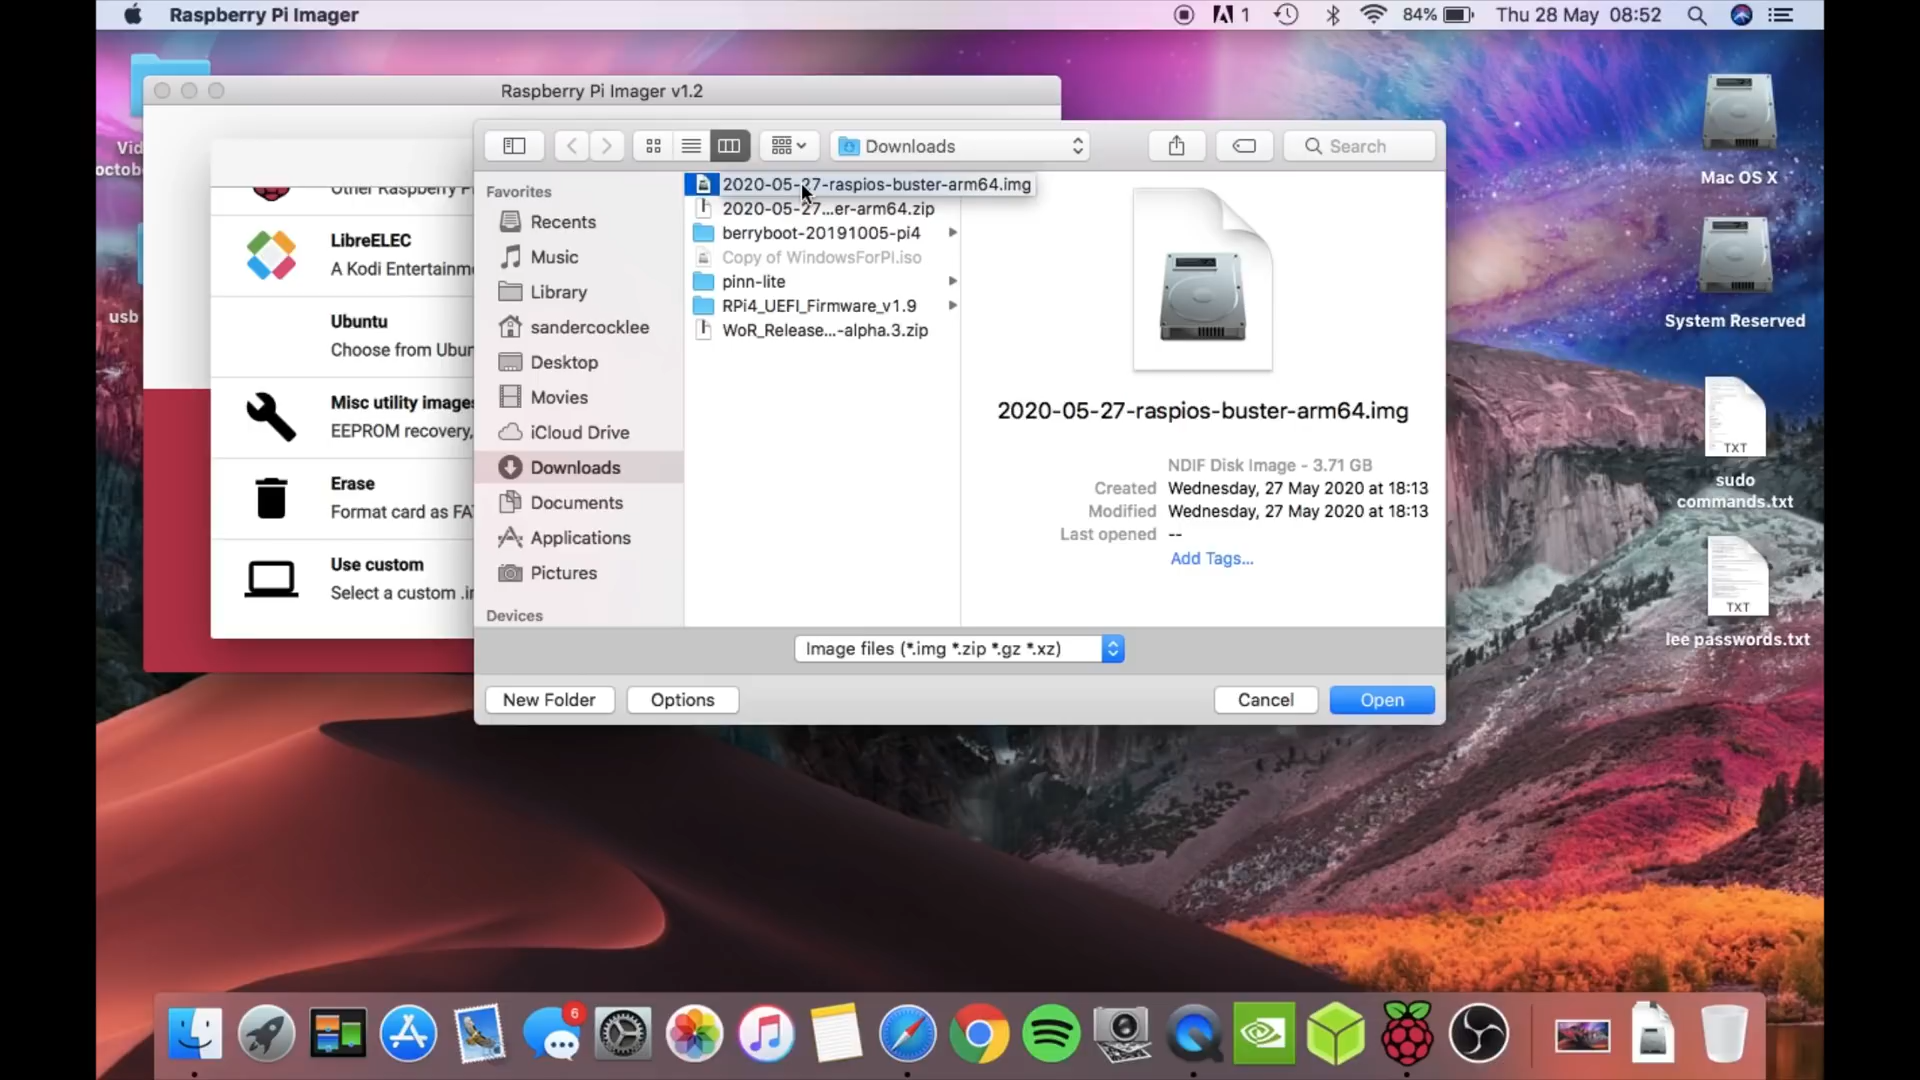 Raspberry Pi Imager
1
84%
Thu 28 May 08:52
Raspberry Pi Imager v1.2
Downloads
Search
Other Raspberry P
LibreELEC
A Kodi Entertainme
Ubuntu
Choose from Ubun
Misc utility images
EEPROM recovery,
Erase
Format card as FA
Use custom
Select a custom .i
Favorites
Recents
Music
Library
sandercocklee
Desktop
Movies
iCloud Drive
Downloads
Documents
Applications
Pictures
Devices
2020-05-27-raspios-buster-arm64.img
2020-05-27...er-arm64.zip
berryboot-20191005-pi4
Copy of WindowsForPI.iso
pinn-lite
RPi4_UEFI_Firmware_v1.9
WoR_Release...-alpha.3.zip
2020-05-27-raspios-buster-arm64.img
NDIF Disk Image - 3.71 GB
Created Wednesday, 27 May 2020 at 18:13
Modified Wednesday, 27 May 2020 at 18:13
Last opened --
Add Tags...
Image files (*.img *.zip *.gz *.xz)
New Folder
Options
Cancel
Open
Vid
octobe
usb
Mac OS X
System Reserved
TXT
sudo
commands.txt
TXT
lee passwords.txt
6